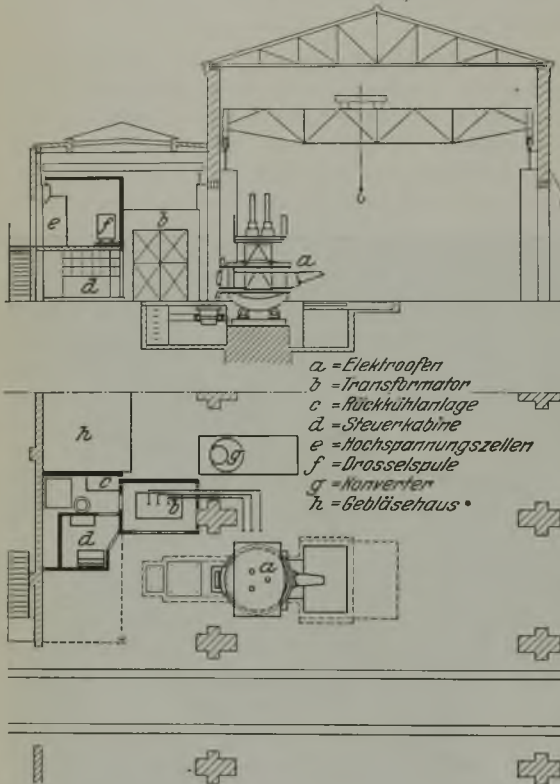 e
f
b
d
a
a = Elektroofen
b = Transformator
c = Rückkühlanlage
d = Steuerkabine
e = Hochspannungszellen
f = Drosselspule
g = Konverter
h = Gebläsehaus
h
g
c
b
d
a